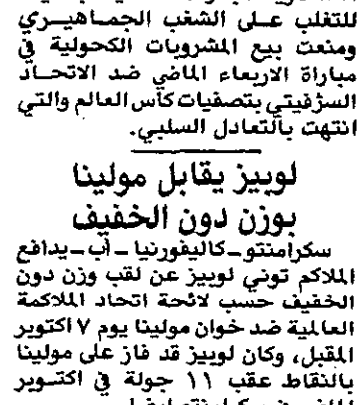 للتغلب على الشغب الجماهيري
ومنعت بيع المشروبات الكحولية في
مباراة الاربعاء الماضي ضد الاتحاد
السزفيتي بتصفيات كاس العالم والتي
انتهت بالتعادل السلبي.
لوبيز يقابل مولينا
بوزن دون الخفيف
سكرامنتو ـ كاليفورنيا ـ أب ـ يدافع
الملاكم توني لوبيز عن لقب وزن دون
الخفيف حسب لائحة اتحاد الملاكمة
العالمية ضد خوان مولينا يوم ٧ اكتوبر
المقبل، وكان لوبيز قد فاز على مولينا
بالنقاط عقب ١١ جولة في اكتوبر